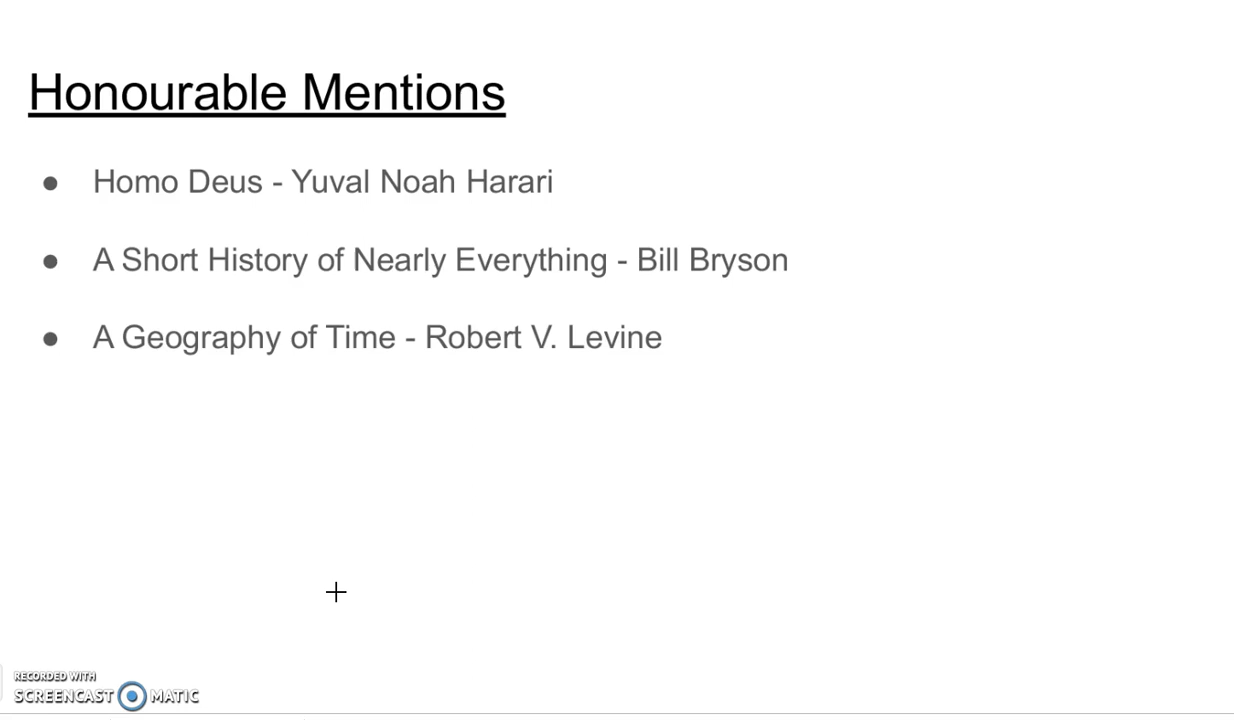 Honourable Mentions
● Homo Deus - Yuval Noah Harari
● A Short History of Nearly Everything - Bill Bryson
● A Geography of Time - Robert V. Levine
RECORDED WITH
SCREENCAST MATIC